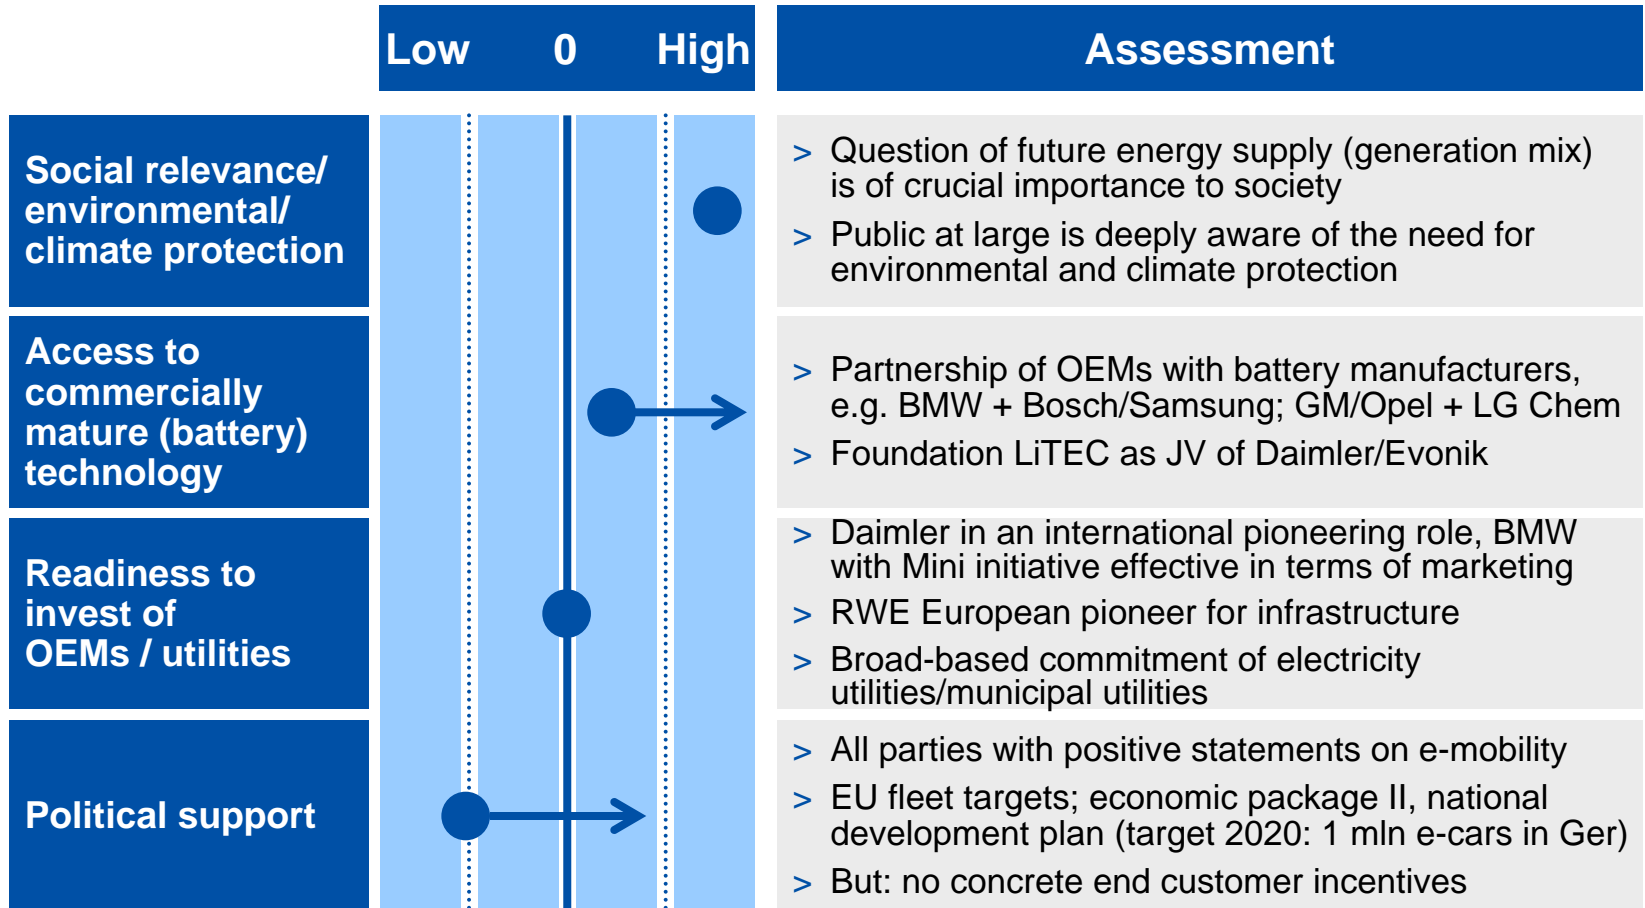 Low 0 High Assessment
Social relevance/
environmental/
climate protection
> Question of future energy supply (generation mix)
is of crucial importance to society
> Public at large is deeply aware of the need for
environmental and climate protection
Access to
commercially
mature (battery)
technology
> Partnership of OEMs with battery manufacturers,
e.g. BMW + Bosch/Samsung; GM/Opel + LG Chem
> Foundation LiTEC as JV of Daimler/Evonik
Readiness to
invest of
OEMs / utilities
> Daimler in an international pioneering role, BMW
with Mini initiative effective in terms of marketing
> RWE European pioneer for infrastructure
> Broad-based commitment of electricity
utilities/municipal utilities
Political support
> All parties with positive statements on e-mobility
> EU fleet targets; economic package II, national
development plan (target 2020: 1 mln e-cars in Ger)
> But: no concrete end customer incentives